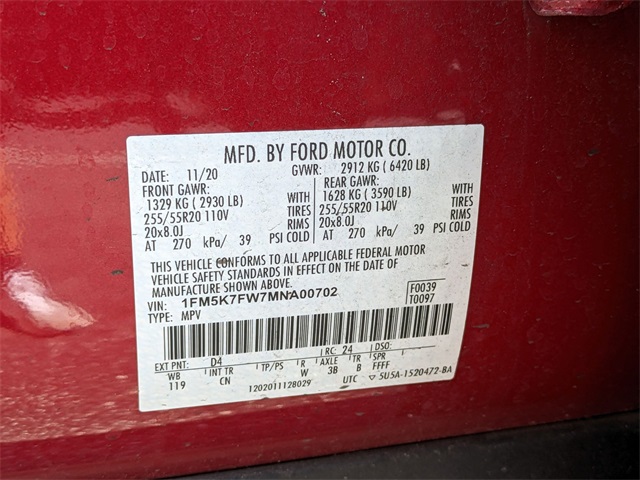 MFD. BY FORD MOTOR CO.
DATE: 11/20 GVWR: 2912 KG ( 6420 LB)
FRONT GAWR: REAR GAWR:
1329 KG ( 2930 LB) WITH 1628 KG ( 3590 LB) WITH
255/55R20 110V TIRES 255/55R20 110V TIRES
20x8.0J RIMS 20x8.0J RIMS
AT 270 kPa/ 39 PSI COLD AT 270 kPa/ 39 PSI COLD
THIS VEHICLE CONFORMS TO ALL APPLICABLE FEDERAL MOTOR
VEHICLE SAFETY STANDARDS IN EFFECT ON THE DATE OF
MANUFACTURE SHOWN ABOVE.
VIN: 1FM5K7FW7MNA00702 F0039
TYPE: MPV T0097
EXT PNT: D4 RC: 24 DSO:
WB INT TR TP/PS R AXLE TR SPR
119 CN W 3B B FFFF
1202011128029 UTC ▽ 5U5A-1520472-BA